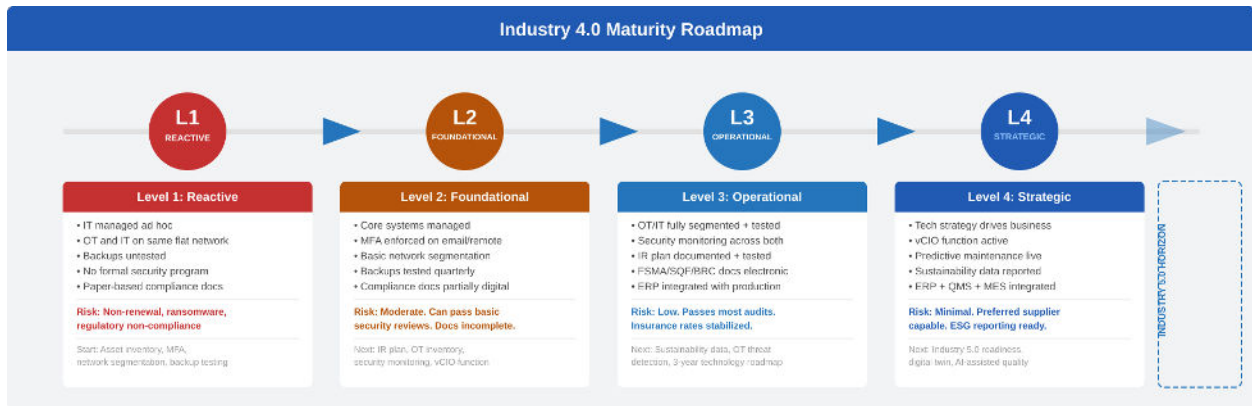 Industry 4.0 Maturity Roadmap
L1
REACTIVE
L2
FOUNDATIONAL
L3
OPERATIONAL
L4
STRATEGIC
Level 1: Reactive
• IT managed ad hoc
• OT and IT on same flat network
• Backups untested
• No formal security program
• Paper-based compliance docs
Risk: Non-renewal, ransomware,
regulatory non-compliance
Start: Asset inventory, MFA,
network segmentation, backup testing
Level 2: Foundational
• Core systems managed
• MFA enforced on email/remote
• Basic network segmentation
• Backups tested quarterly
• Compliance docs partially digital
Risk: Moderate. Can pass basic
security reviews. Docs incomplete.
Next: IR plan, OT inventory,
security monitoring, vCIO function
Level 3: Operational
• OT/IT fully segmented + tested
• Security monitoring across both
• IR plan documented + tested
• FSMA/SQF/BRC docs electronic
• ERP integrated with production
Risk: Low. Passes most audits.
Insurance rates stabilized.
Next: Sustainability data, OT threat
detection, 3-year technology roadmap
Level 4: Strategic
• Tech strategy drives business
• vCIO function active
• Predictive maintenance live
• Sustainability data reported
• ERP + QMS + MES integrated
Risk: Minimal. Preferred supplier
capable. ESG reporting ready.
Next: Industry 5.0 readiness
digital twin, AI-assisted quality
INDUSTRY 5.0 HORIZON